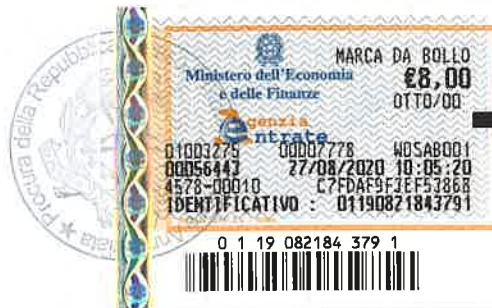 Procura della Repubblica
MARCA DA BOLLO
Ministero dell'Economia
e delle Finanze
€8,00
OTTO/00
Agenzia
Entrate
01003275 00007778 W0SAB001
00056443 27/08/2020 10:05:20
4578-00010 C7FDAF9F3EF53868
IDENTIFICATIVO : 01190821843791
0 1 19 082184 379 1